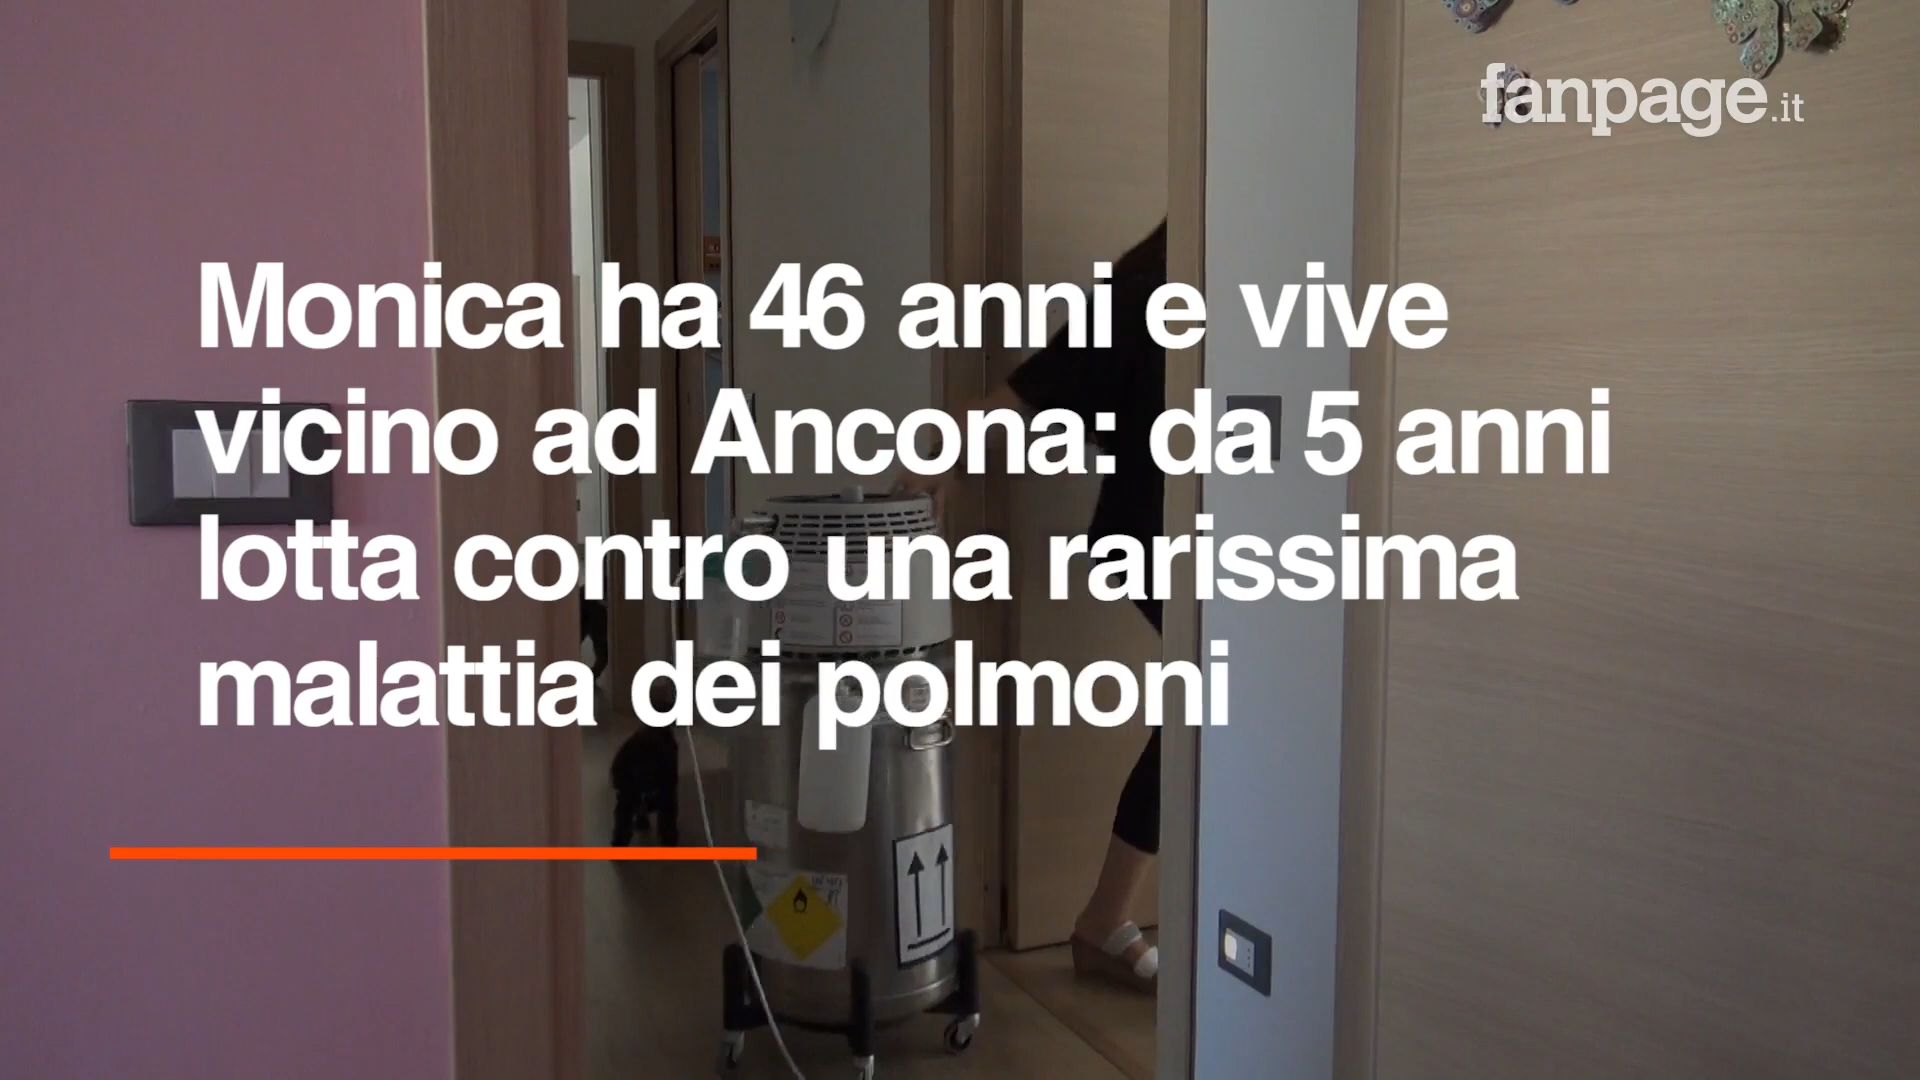 fanpage.it
Monica ha 46 anni e vive
vicino ad Ancona: da 5 anni
lotta contro una rarissima
malattia dei polmoni